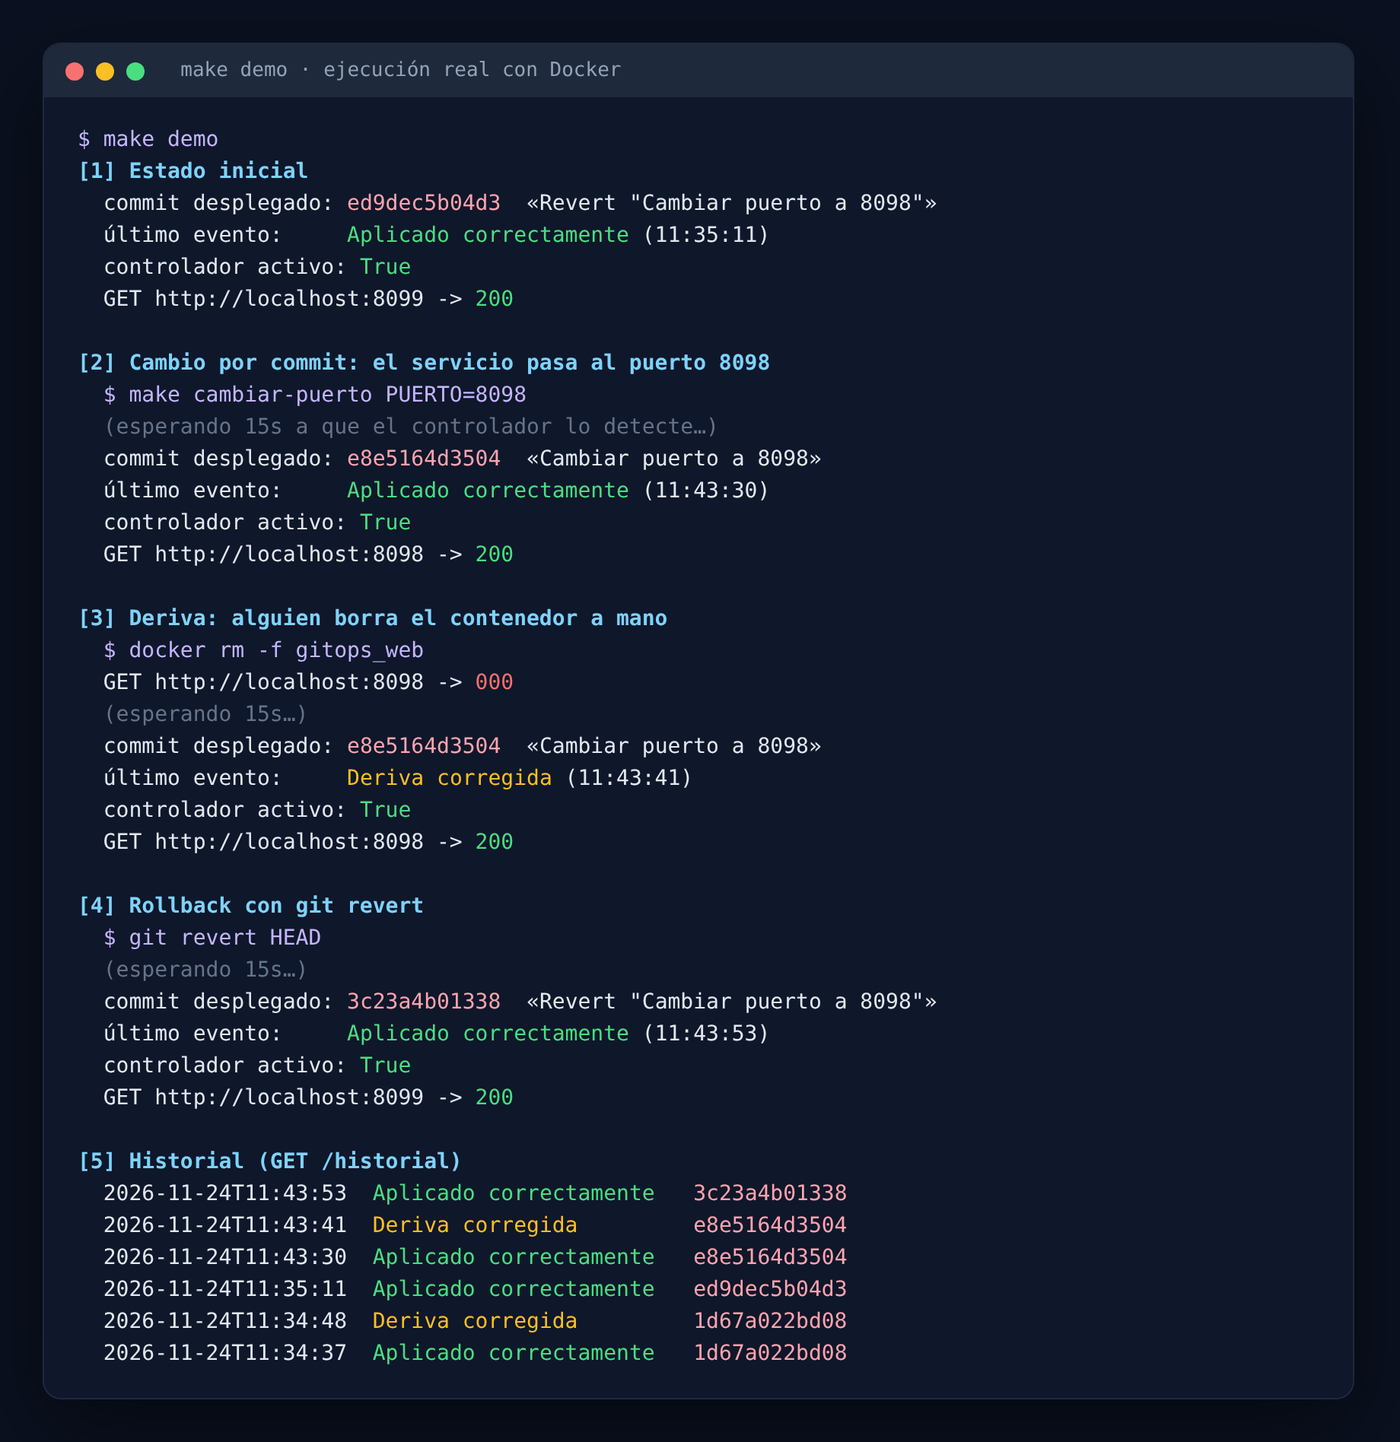 make demo · ejecución real con Docker
$ make demo
[1] Estado inicial
commit desplegado: ed9dec5b04d3  «Revert "Cambiar puerto a 8098"»
último evento:     Aplicado correctamente (11:35:11)
controlador activo: True
GET http://localhost:8099 -> 200
[2] Cambio por commit: el servicio pasa al puerto 8098
$ make cambiar-puerto PUERTO=8098
(esperando 15s a que el controlador lo detecte…)
commit desplegado: e8e5164d3504  «Cambiar puerto a 8098»
último evento:     Aplicado correctamente (11:43:30)
controlador activo: True
GET http://localhost:8098 -> 200
[3] Deriva: alguien borra el contenedor a mano
$ docker rm -f gitops_web
GET http://localhost:8098 -> 000
(esperando 15s…)
commit desplegado: e8e5164d3504  «Cambiar puerto a 8098»
último evento:     Deriva corregida (11:43:41)
controlador activo: True
GET http://localhost:8098 -> 200
[4] Rollback con git revert
$ git revert HEAD
(esperando 15s…)
commit desplegado: 3c23a4b01338  «Revert "Cambiar puerto a 8098"»
último evento:     Aplicado correctamente (11:43:53)
controlador activo: True
GET http://localhost:8099 -> 200
[5] Historial (GET /historial)
2026-11-24T11:43:53  Aplicado correctamente   3c23a4b01338
2026-11-24T11:43:41  Deriva corregida         e8e5164d3504
2026-11-24T11:43:30  Aplicado correctamente   e8e5164d3504
2026-11-24T11:35:11  Aplicado correctamente   ed9dec5b04d3
2026-11-24T11:34:48  Deriva corregida         1d67a022bd08
2026-11-24T11:34:37  Aplicado correctamente   1d67a022bd08